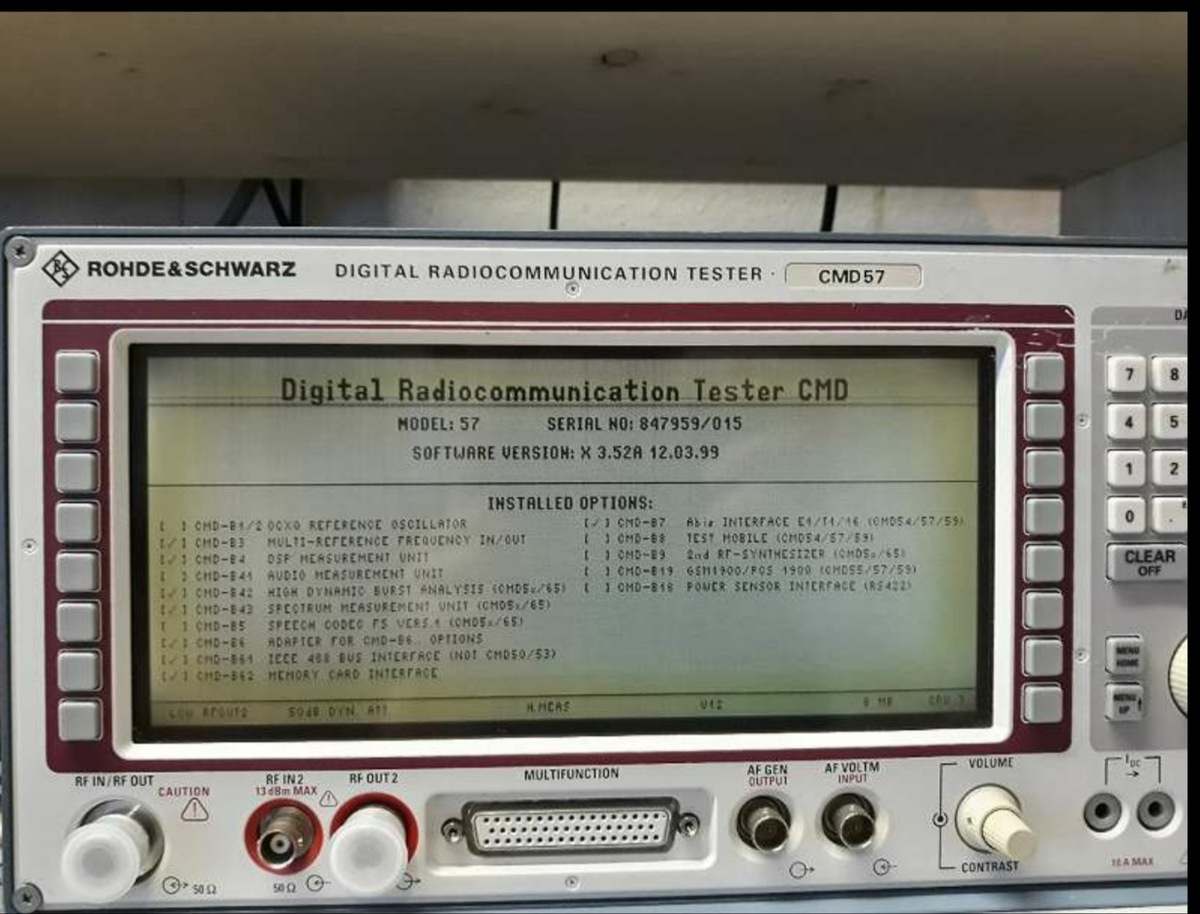 ROHDE&SCHWARZ DIGITAL RADIOCOMMUNICATION TESTER · CMD57
DA
Digital Radiocommunication Tester CMD
MODEL: 57 SERIAL NO: 847959/015
SOFTWARE VERSION: X 3.52A 12.03.99
INSTALLED OPTIONS:
[ ] CMD-B1/2 OCXO REFERENCE OSCILLATOR
[✓] CMD-B3 MULTI-REFERENCE FREQUENCY IN/OUT
[✓] CMD-B4 DSP MEASUREMENT UNIT
[ ] CMD-B41 AUDIO MEASUREMENT UNIT
[✓] CMD-B42 HIGH DYNAMIC BURST ANALYSIS (CMD5x/65)
[✓] CMD-B43 SPECTRUM MEASUREMENT UNIT (CMD5x/65)
[ ] CMD-B5 SPEECH CODEC FS VERS.1 (CMD5x/65)
[✓] CMD-B6 ADAPTER FOR CMD-B6.. OPTIONS
[✓] CMD-B61 IEEE 488 BUS INTERFACE (NOT CMD50/53)
[✓] CMD-B62 MEMORY CARD INTERFACE
[✓] CMD-B7 Abis INTERFACE E1/T1/16 (CMD54/57/59)
[ ] CMD-B8 TEST MOBILE (CMD54/57/59)
[ ] CMD-B9 2nd RF-SYNTHESIZER (CMD5x/65)
[ ] CMD-B19 GSM1900/PCS 1900 (CMD55/57/59)
[ ] CMD-B18 POWER SENSOR INTERFACE (RS422)
LOW RFOUT2 50dB DYN. ATT N.MEAS V12 6 MB CPU 3
7 8
4 5
1 2
0 .
CLEAR
OFF
MENU
HOME
MENU
UP
RF IN/RF OUT
CAUTION
50 Ω
RF IN 2
13 dBm MAX
50 Ω
RF OUT 2
MULTIFUNCTION
AF GEN
OUTPUT
AF VOLTM
INPUT
VOLUME
CONTRAST
I DC
10 A MAX